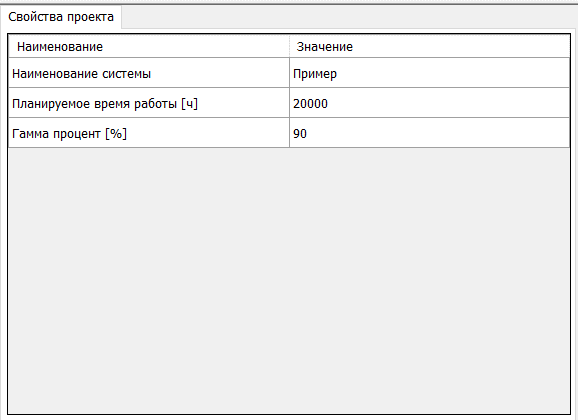 Свойства проекта
Наименование Значение
Наименование системы Пример
Планируемое время работы [ч] 20000
Гамма процент [%] 90